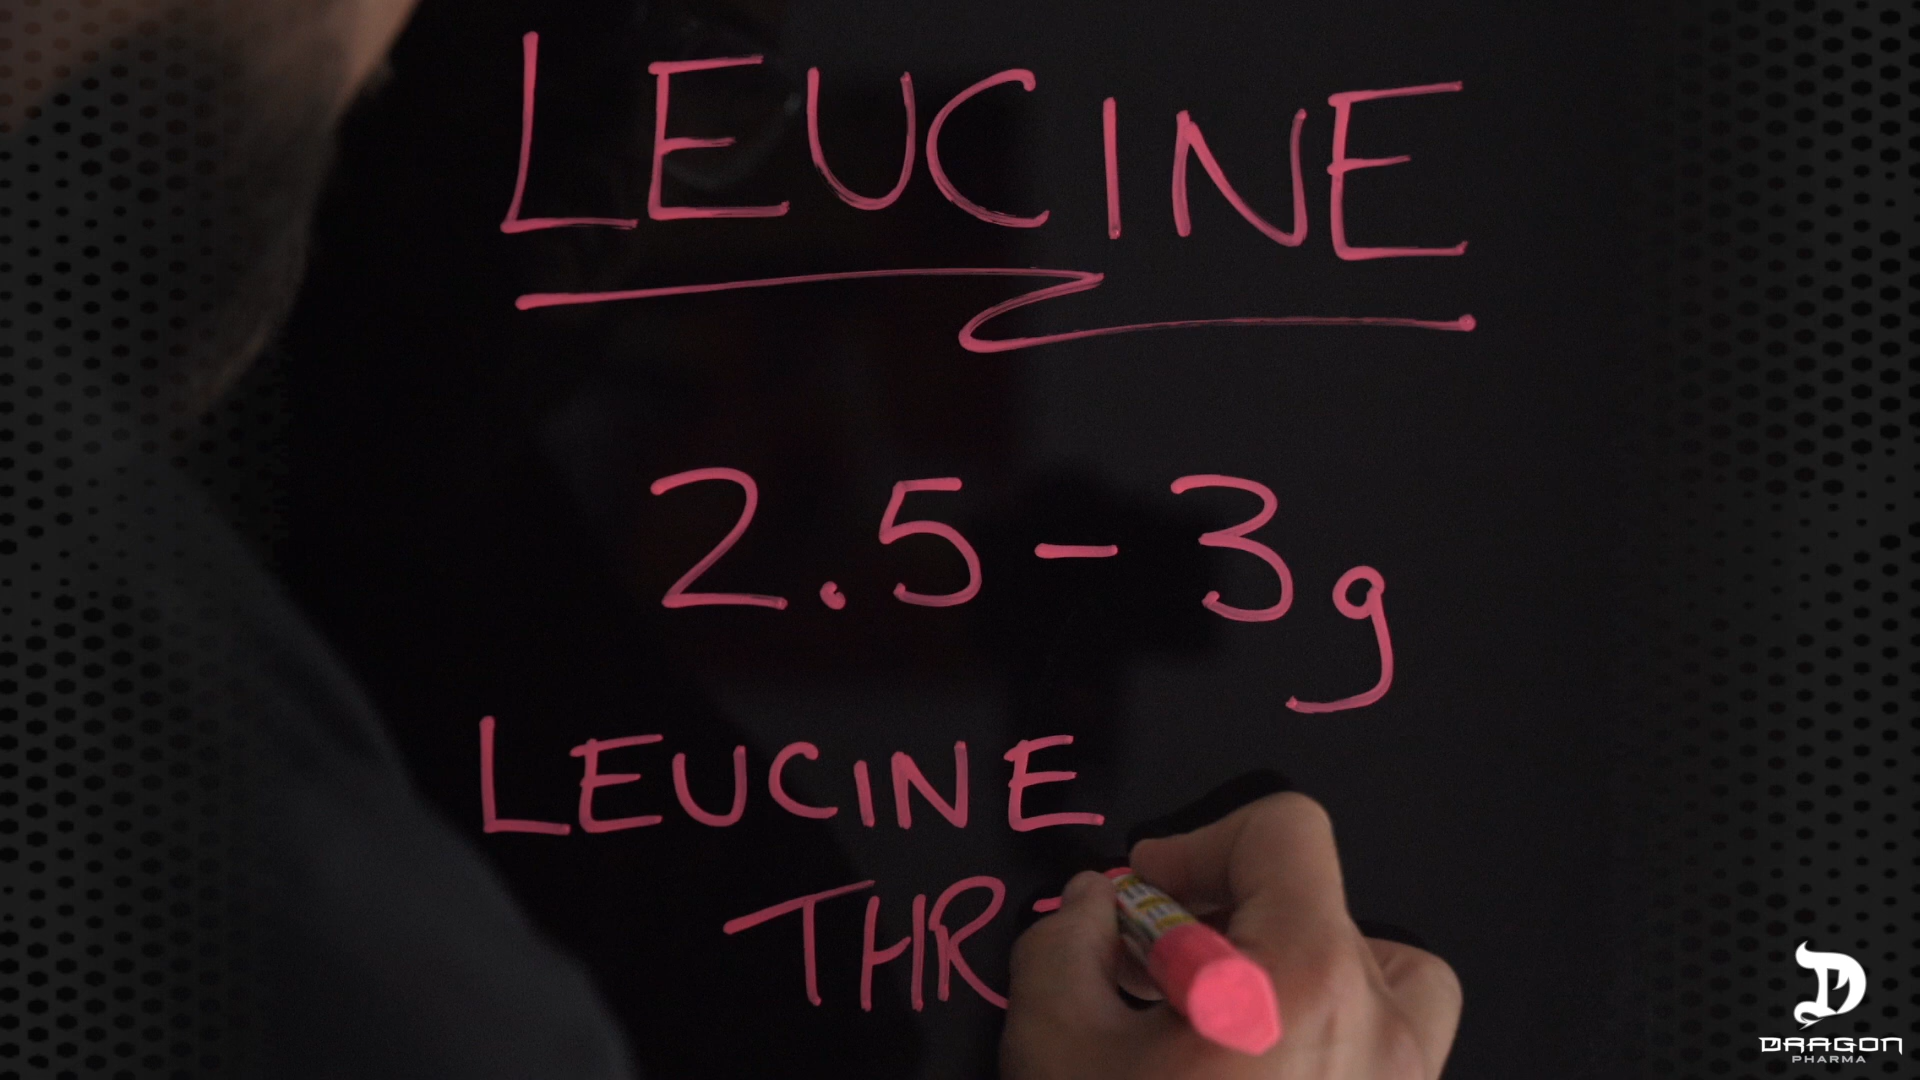 LEUCINE
2.5-3g
LEUCINE
THR
DRAGON
PHARMA